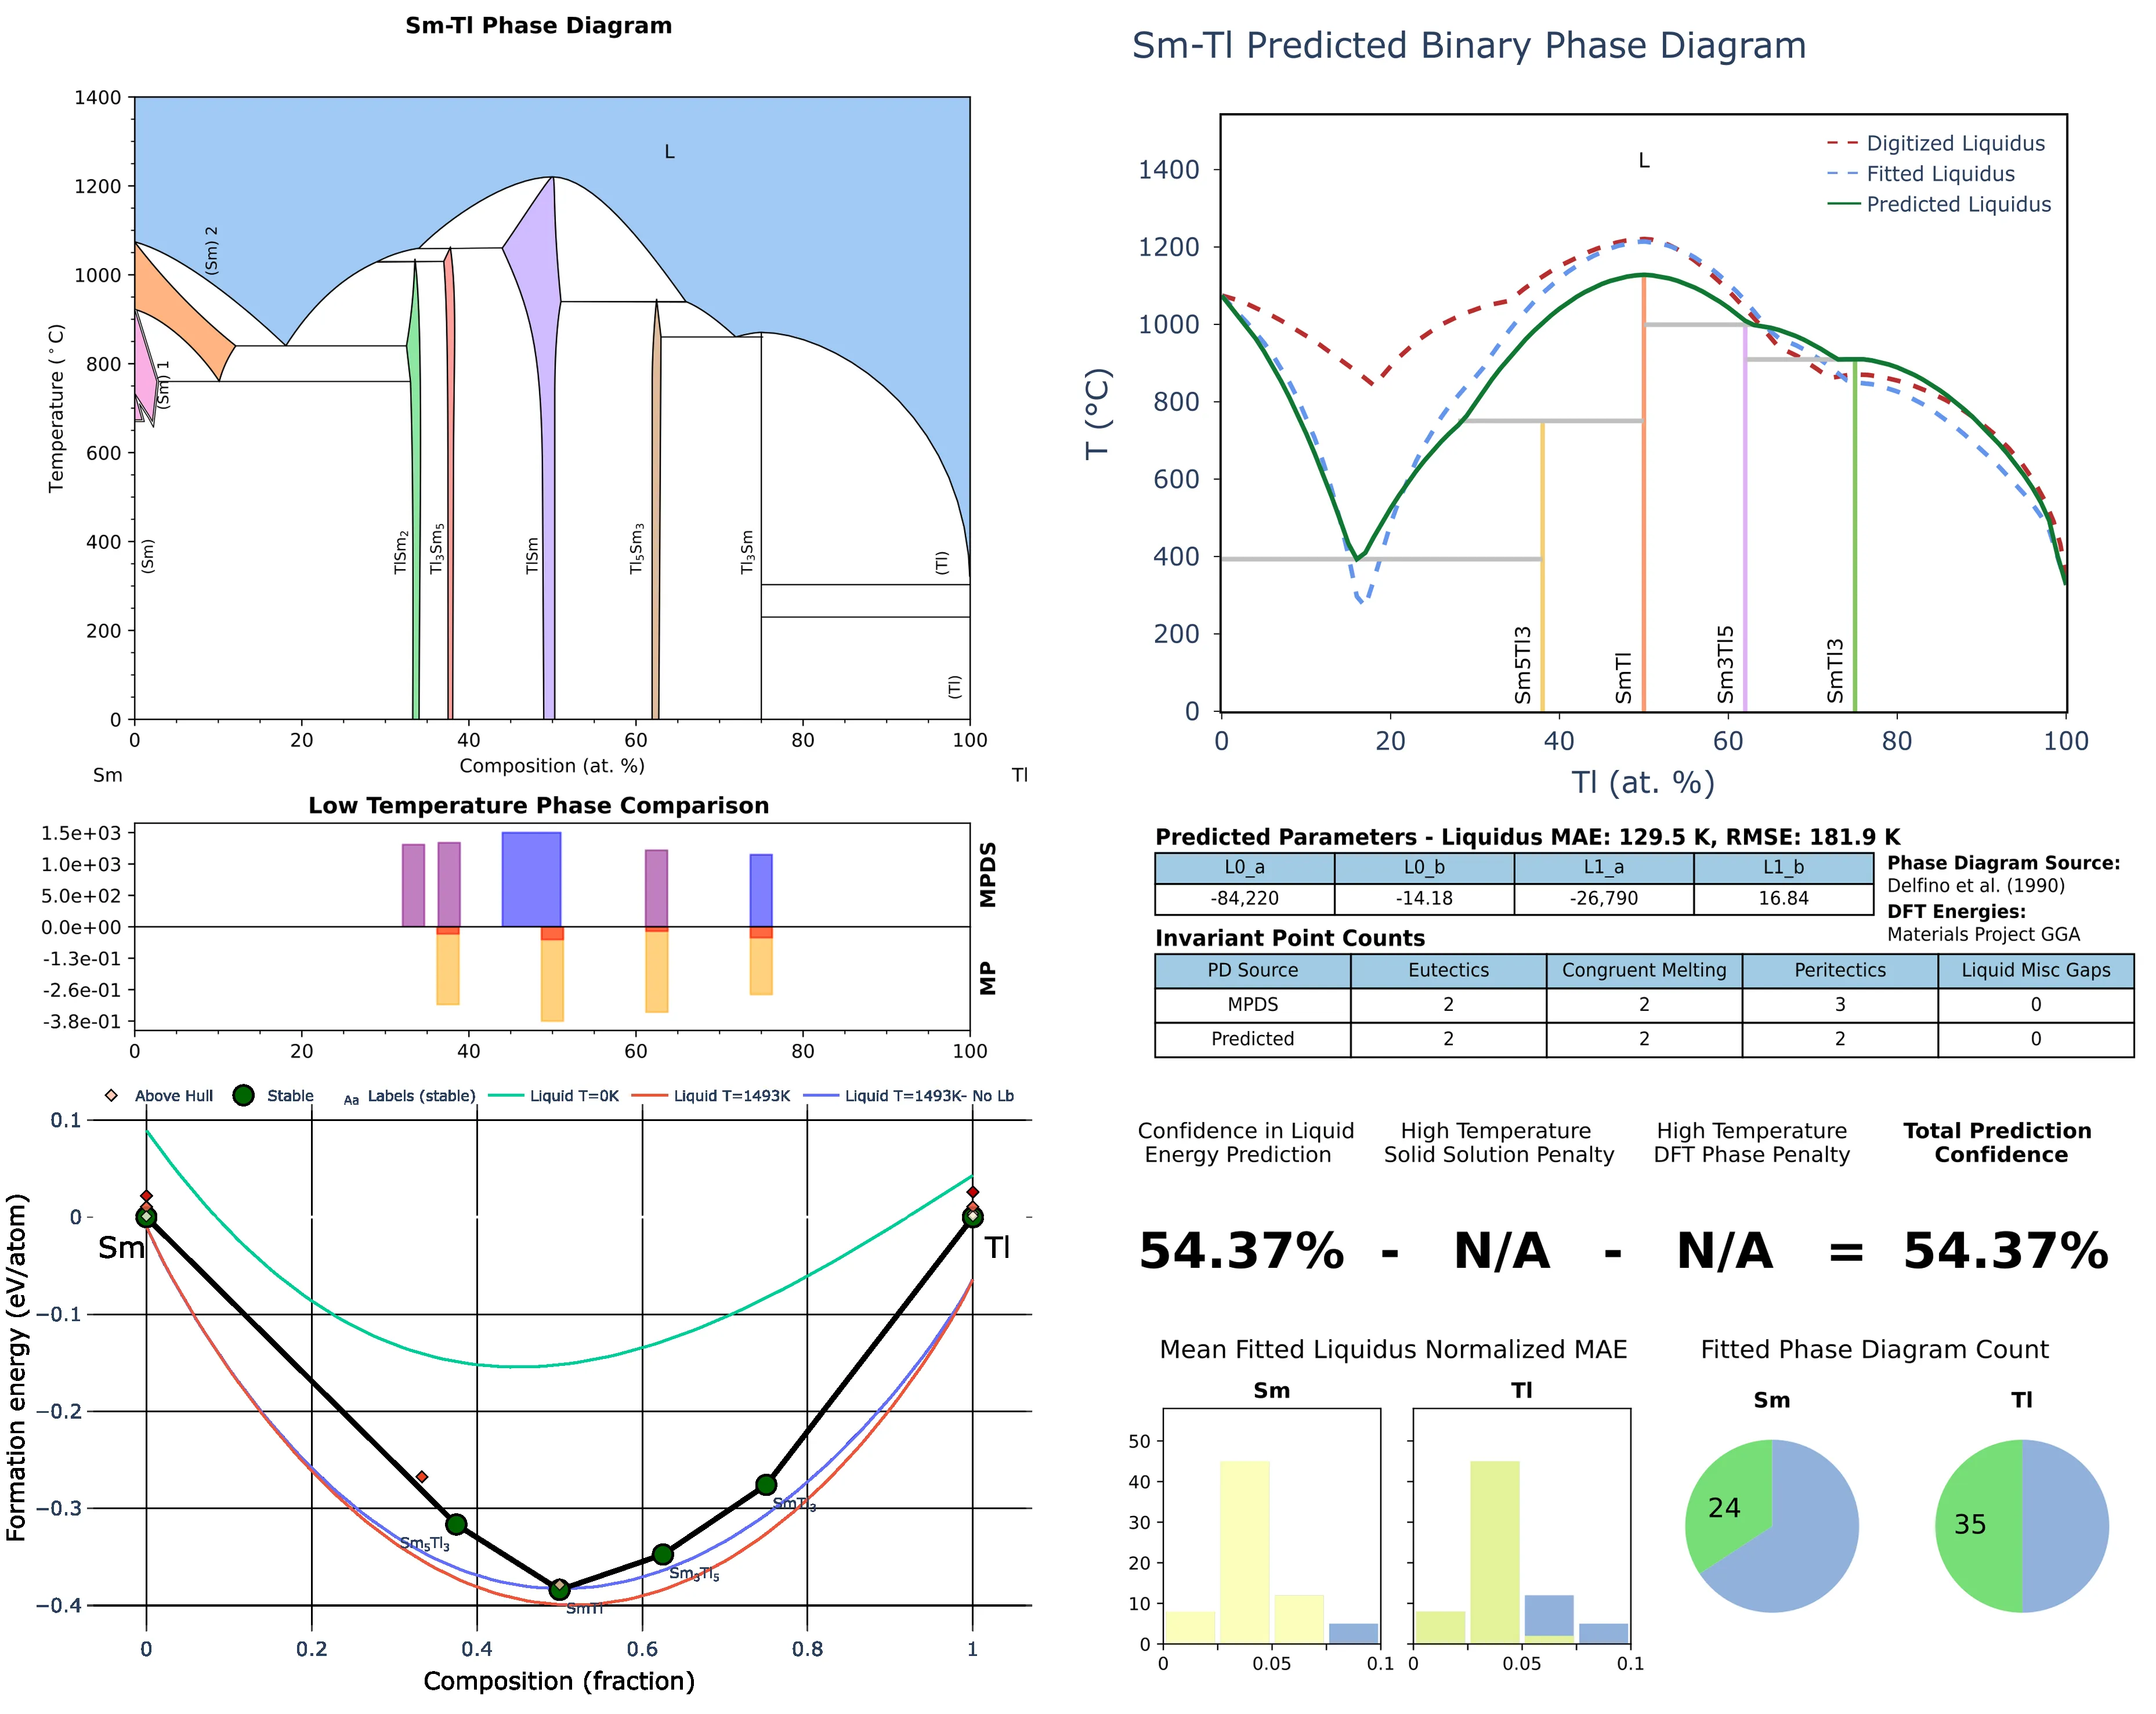 Sm-Tl Phase Diagram
1400
1200
1000
800
600
400
200
0
Temperature (°C)
L
(Sm) 2
(Sm) 1
(Sm)
TlSm₂
Tl₃Sm₅
TlSm
Tl₅Sm₃
Tl₃Sm
(Tl)
(Tl)
0 20 40 60 80 100
Composition (at. %)
Sm Tl
Low Temperature Phase Comparison
1.5e+03
1.0e+03
5.0e+02
0.0e+00
-1.3e-01
-2.6e-01
-3.8e-01
MPDS
MP
0 20 40 60 80 100
Above Hull Stable Aa Labels (stable) Liquid T=0K Liquid T=1493K Liquid T=1493K- No Lb
0.1
0
−0.1
−0.2
−0.3
−0.4
Formation energy (eV/atom)
Sm
Tl
Sm₅Tl₃
SmTl
Sm₃Tl₅
SmTl₃
0 0.2 0.4 0.6 0.8 1
Composition (fraction)
Sm-Tl Predicted Binary Phase Diagram
1400
1200
1000
800
600
400
200
0
T (°C)
L
Digitized Liquidus
Fitted Liquidus
Predicted Liquidus
Sm5Tl3
SmTl
Sm3Tl5
SmTl3
0 20 40 60 80 100
Tl (at. %)
Predicted Parameters - Liquidus MAE: 129.5 K, RMSE: 181.9 K
L0_a L0_b L1_a L1_b
-84,220 -14.18 -26,790 16.84
Phase Diagram Source:
Delfino et al. (1990)
DFT Energies:
Materials Project GGA
Invariant Point Counts
PD Source Eutectics Congruent Melting Peritectics Liquid Misc Gaps
MPDS 2 2 3 0
Predicted 2 2 2 0
Confidence in Liquid
Energy Prediction
High Temperature
Solid Solution Penalty
High Temperature
DFT Phase Penalty
Total Prediction
Confidence
54.37% - N/A - N/A = 54.37%
Mean Fitted Liquidus Normalized MAE
Sm
Tl
50
40
30
20
10
0
0 0.05 0.1
0 0.05 0.1
Fitted Phase Diagram Count
Sm
Tl
24
35